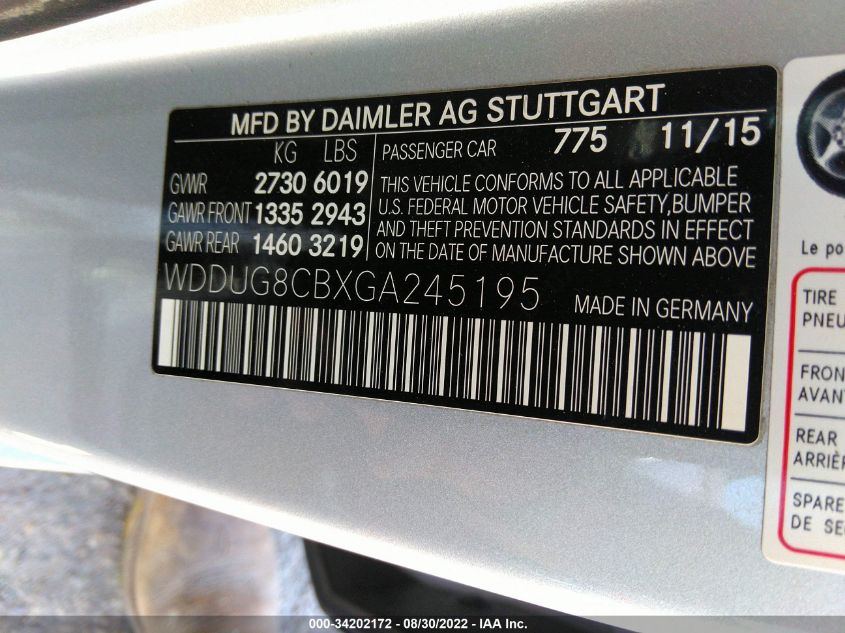 MFD BY DAIMLER AG STUTTGART
KG LBS
GVWR 2730 6019
GAWR FRONT 1335 2943
GAWR REAR 1460 3219
PASSENGER CAR 775 11/15
THIS VEHICLE CONFORMS TO ALL APPLICABLE
U.S. FEDERAL MOTOR VEHICLE SAFETY,BUMPER
AND THEFT PREVENTION STANDARDS IN EFFECT
ON THE DATE OF MANUFACTURE SHOWN ABOVE
WDDUG8CBXGA245195
MADE IN GERMANY
Le po
TIRE
PNEU
FRON
AVANT
REAR
ARRIÈR
SPARE
DE SE
000-34202172 - 08/30/2022 - IAA Inc.